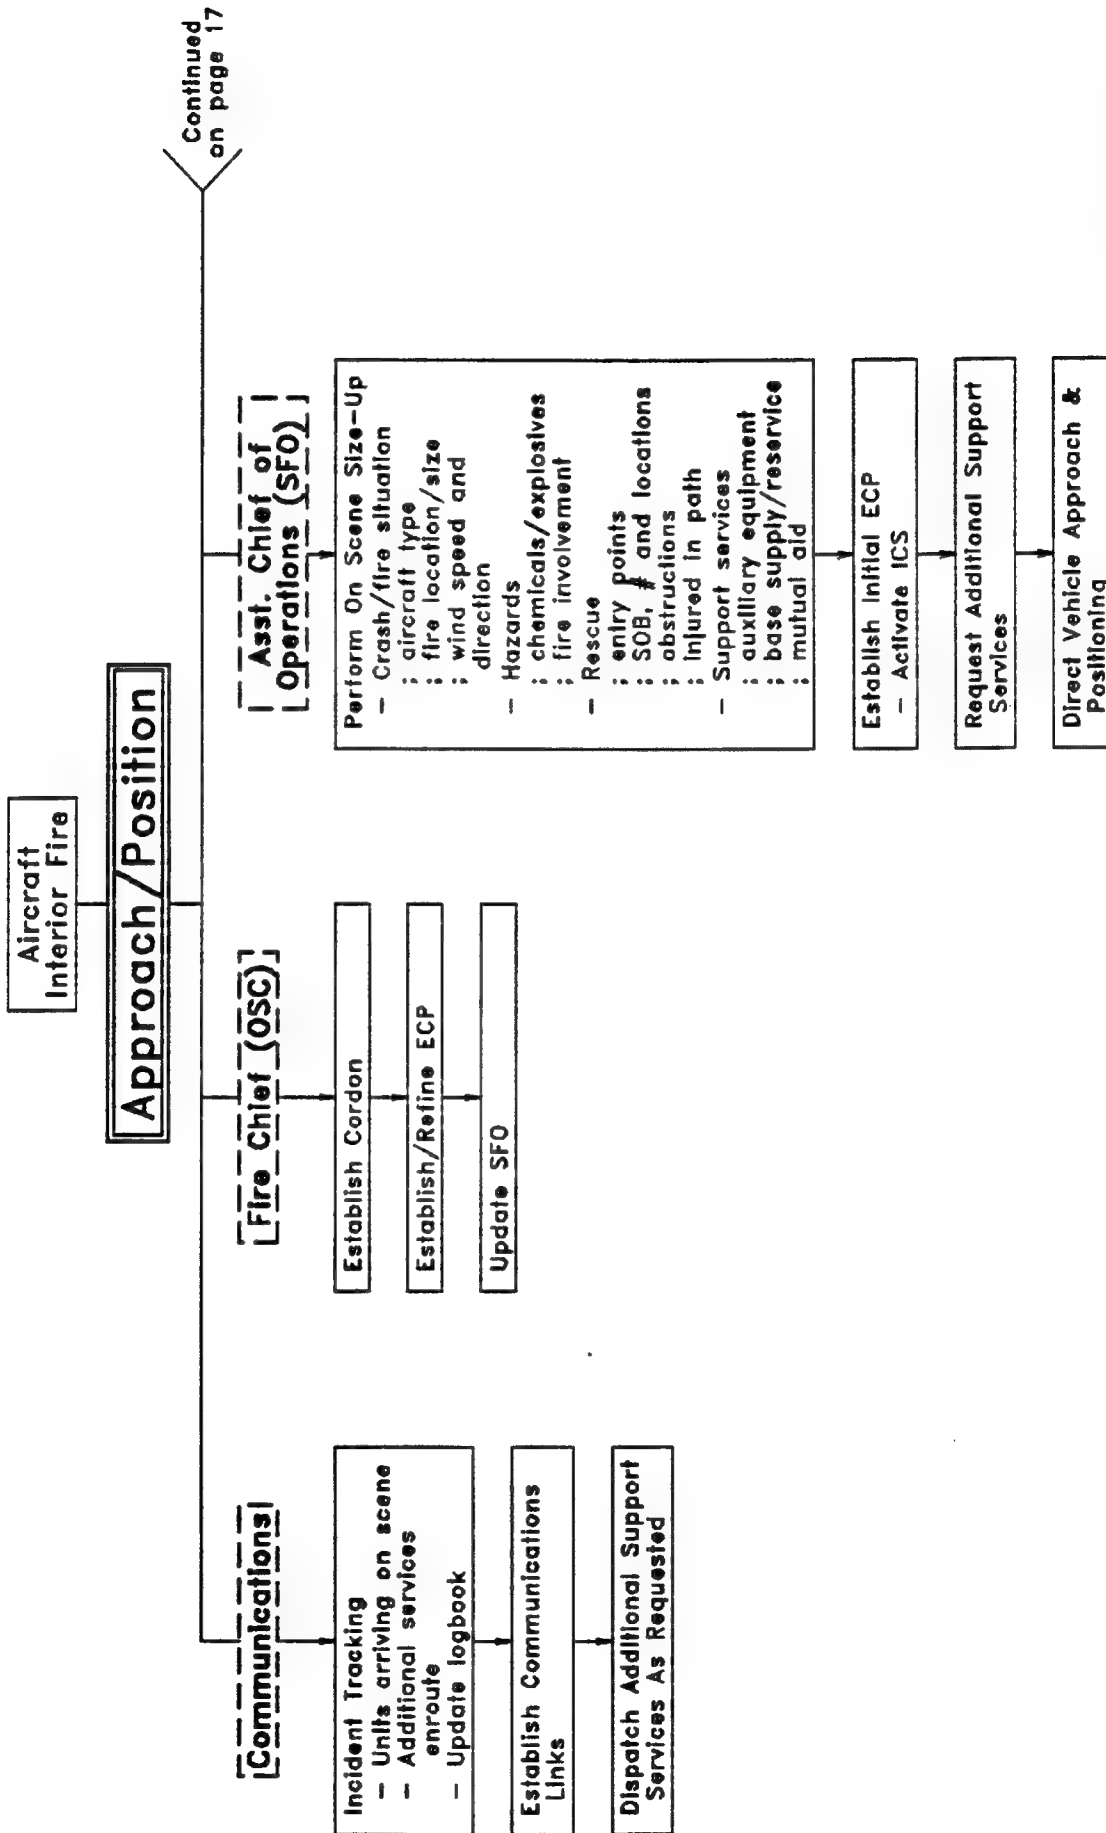 Aircraft
Interior Fire
Approach/Position
Continued
on page 17
Communications
Incident Tracking
— Units arriving on scene
— Additional services
enroute
— Update logbook
Establish Communications
Links
Dispatch Additional Support
Services As Requested
Fire Chief (OSC)
Establish Cordon
Establish/Refine ECP
Update SFO
Asst. Chief of
Operations (SFO)
Perform On Scene Size-Up
— Crash/fire situation
; aircraft type
; fire location/size
; wind speed and
direction
— Hazards
; chemicals/explosives
; fire involvement
— Rescue
; entry points
; SOB, # and locations
; obstructions
; injured in path
— Support services
; auxiliary equipment
; base supply/reservice
; mutual aid
Establish Initial ECP
— Activate ICS
Request Additional Support
Services
Direct Vehicle Approach &
Positioning